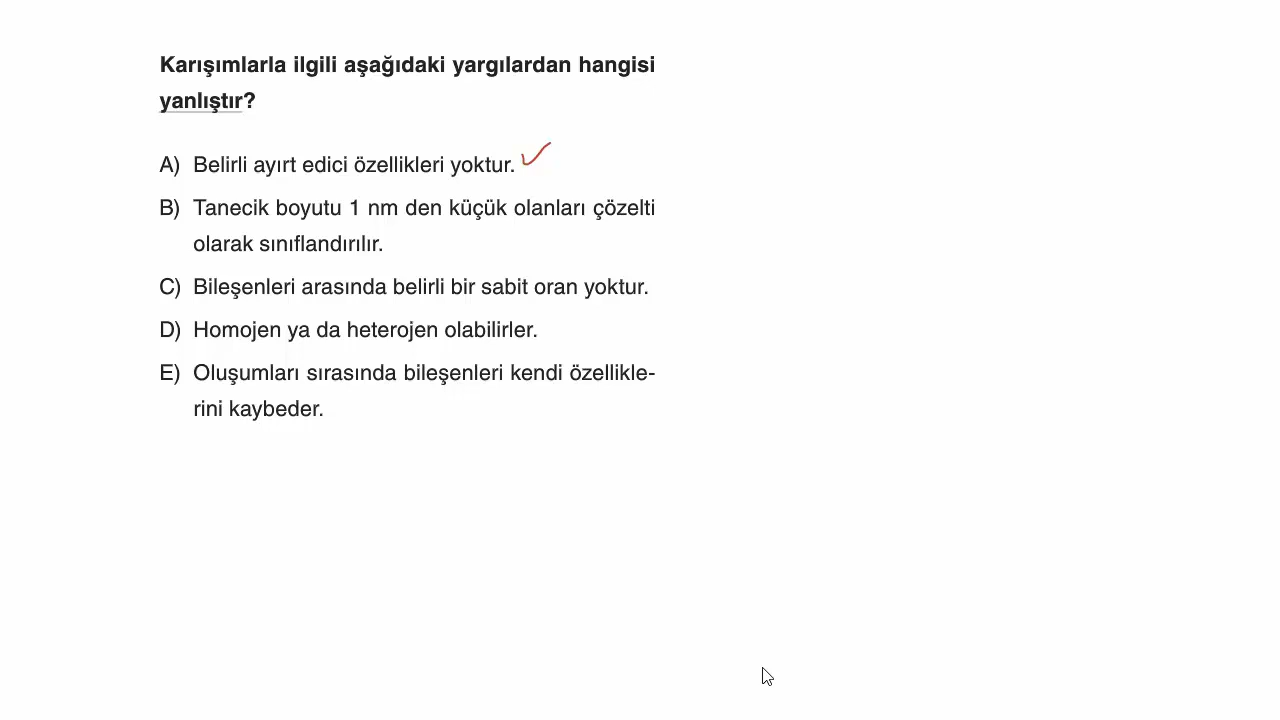 Karışımlarla ilgili aşağıdaki yargılardan hangisi
yanlıştır?
A) Belirli ayırt edici özellikleri yoktur.
B) Tanecik boyutu 1 nm den küçük olanları çözelti
olarak sınıflandırılır.
C) Bileşenleri arasında belirli bir sabit oran yoktur.
D) Homojen ya da heterojen olabilirler.
E) Oluşumları sırasında bileşenleri kendi özellikle-
rini kaybeder.